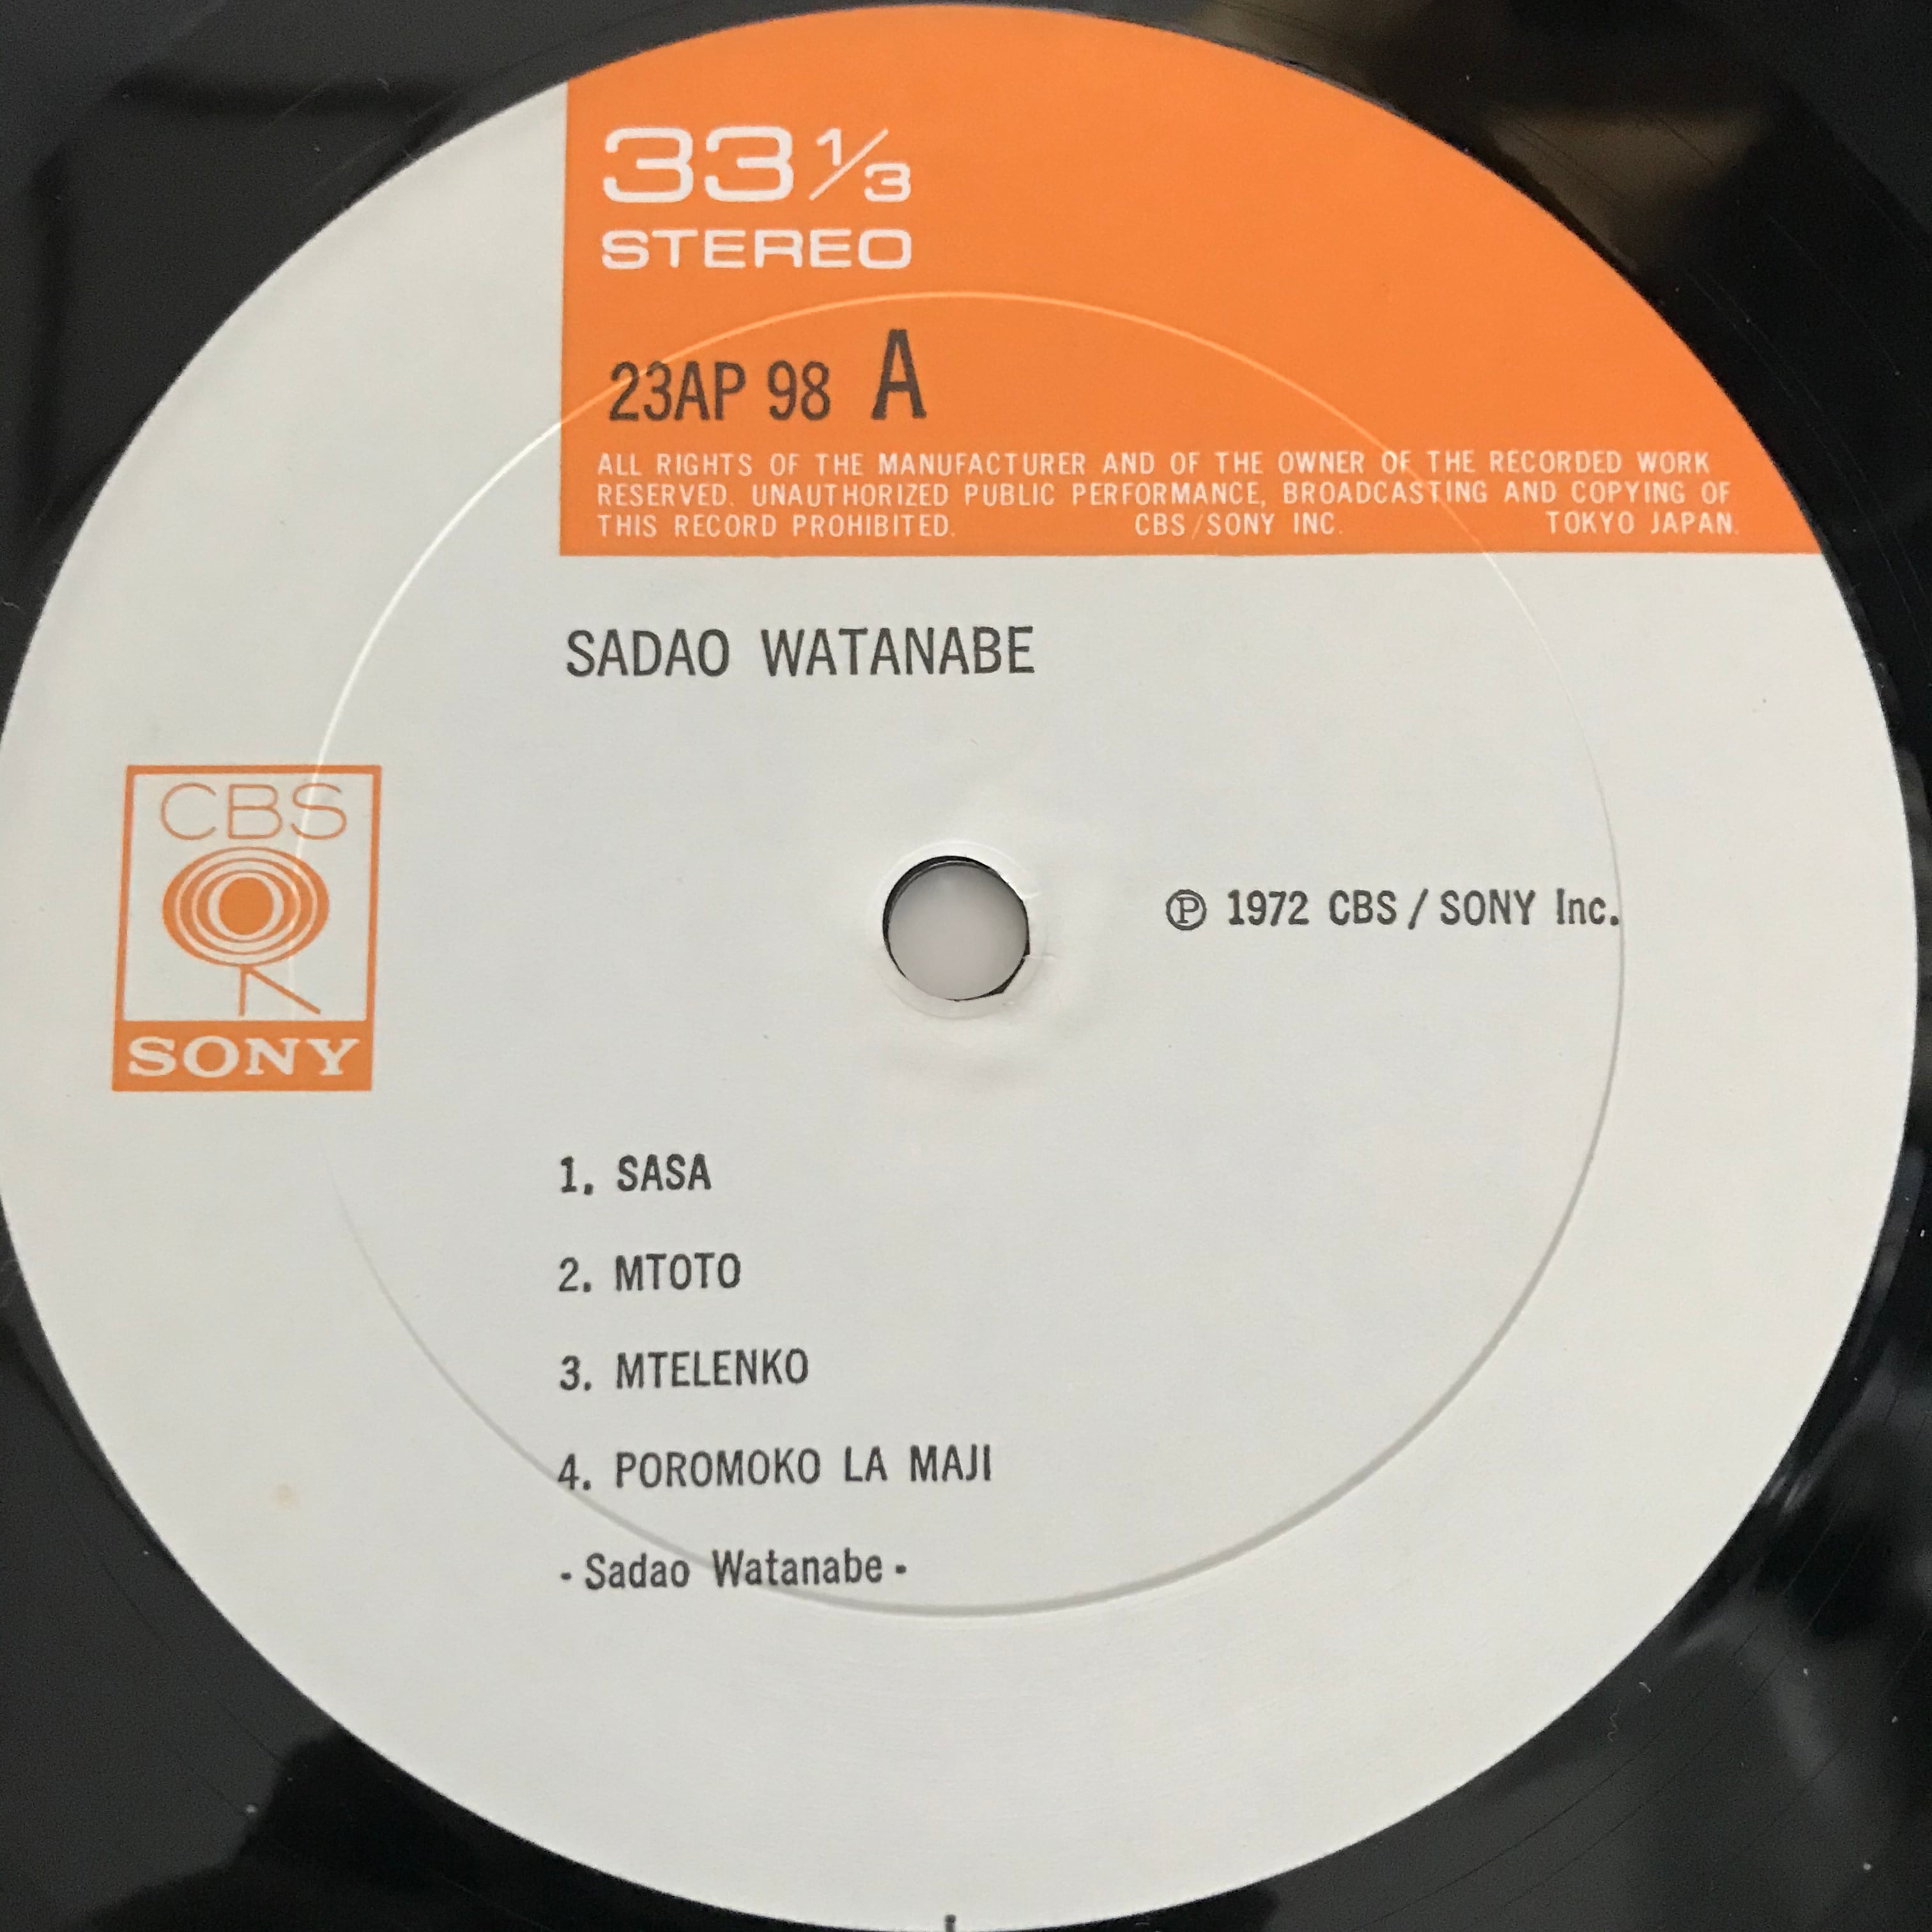 33 1/3
STEREO
23AP 98 A
ALL RIGHTS OF THE MANUFACTURER AND OF THE OWNER OF THE RECORDED WORK
RESERVED. UNAUTHORIZED PUBLIC PERFORMANCE, BROADCASTING AND COPYING OF
THIS RECORD PROHIBITED. CBS/SONY INC. TOKYO JAPAN.
SADAO WATANABE
CBS
SONY
℗ 1972 CBS / SONY Inc.
1. SASA
2. MTOTO
3. MTELENKO
4. POROMOKO LA MAJI
- Sadao Watanabe -